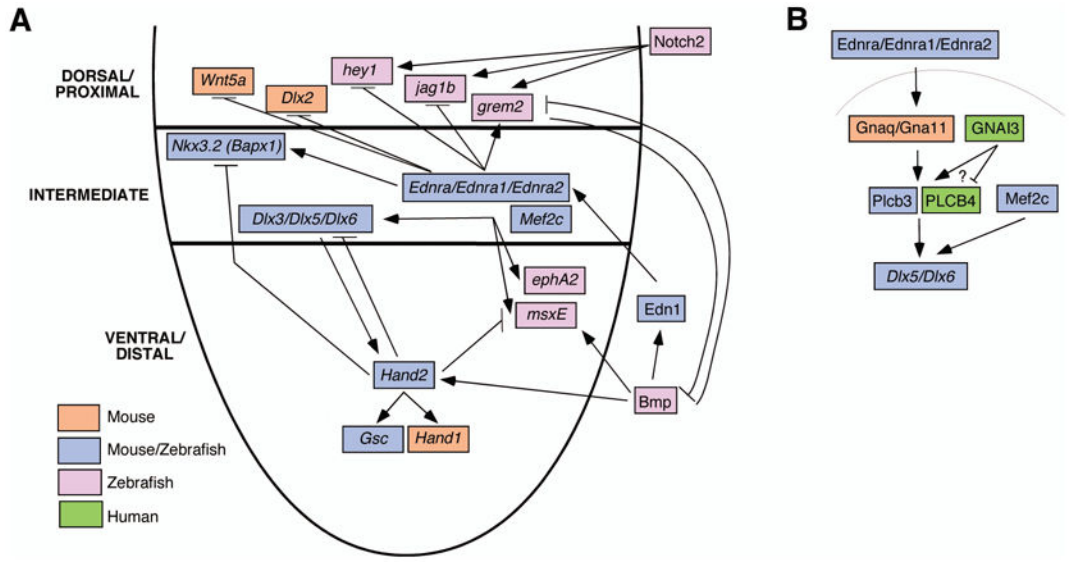 A
B
Notch2
Ednra/Ednra1/Ednra2
DORSAL/
PROXIMAL
Wnt5a
hey1
jag1b
Dlx2
grem2
Gnaq/Gna11
GNAI3
Nkx3.2 (Bapx1)
?
INTERMEDIATE
Ednra/Ednra1/Ednra2
Plcb3
PLCB4
Mef2c
Dlx3/Dlx5/Dlx6
Mef2c
ephA2
Dlx5/Dlx6
msxE
Edn1
VENTRAL/
DISTAL
Hand2
Bmp
Mouse
Gsc
Hand1
Mouse/Zebrafish
Zebrafish
Human